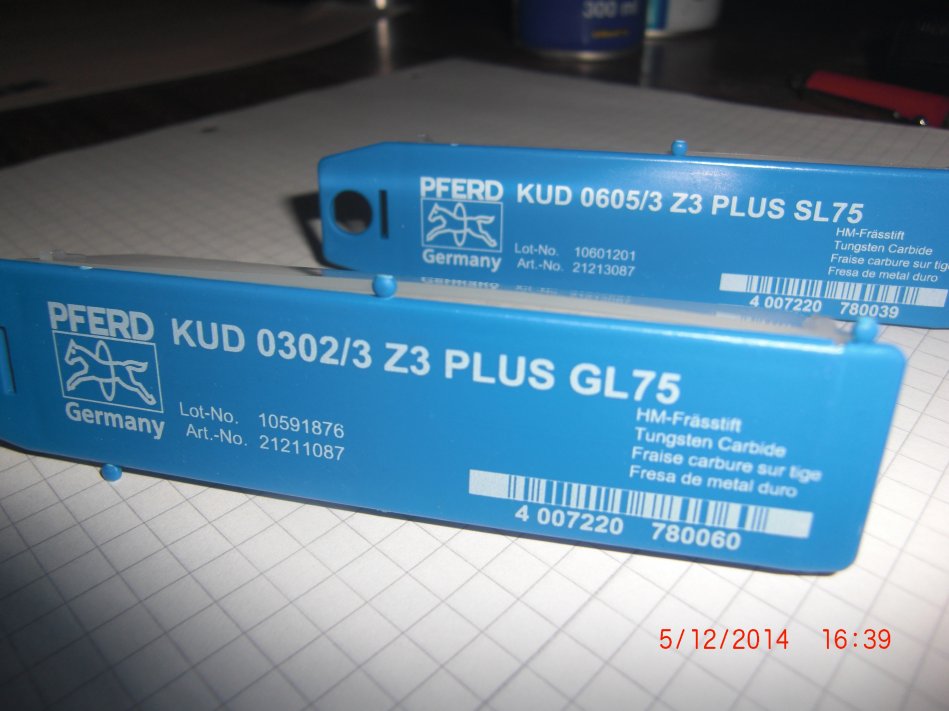 300 ml
PFERD
KUD 0605/3 Z3 PLUS SL75
HM-Frässtift
Tungsten Carbide
Fraise carbure sur tige
Fresa de metal duro
Germany
Lot-No. 10601201
Art.-No. 21213087
4 007220 780039
PFERD
KUD 0302/3 Z3 PLUS GL75
HM-Frässtift
Tungsten Carbide
Fraise carbure sur tige
Fresa de metal duro
Germany
Lot-No. 10591876
Art.-No. 21211087
4 007220 780060
5/12/2014 16:39